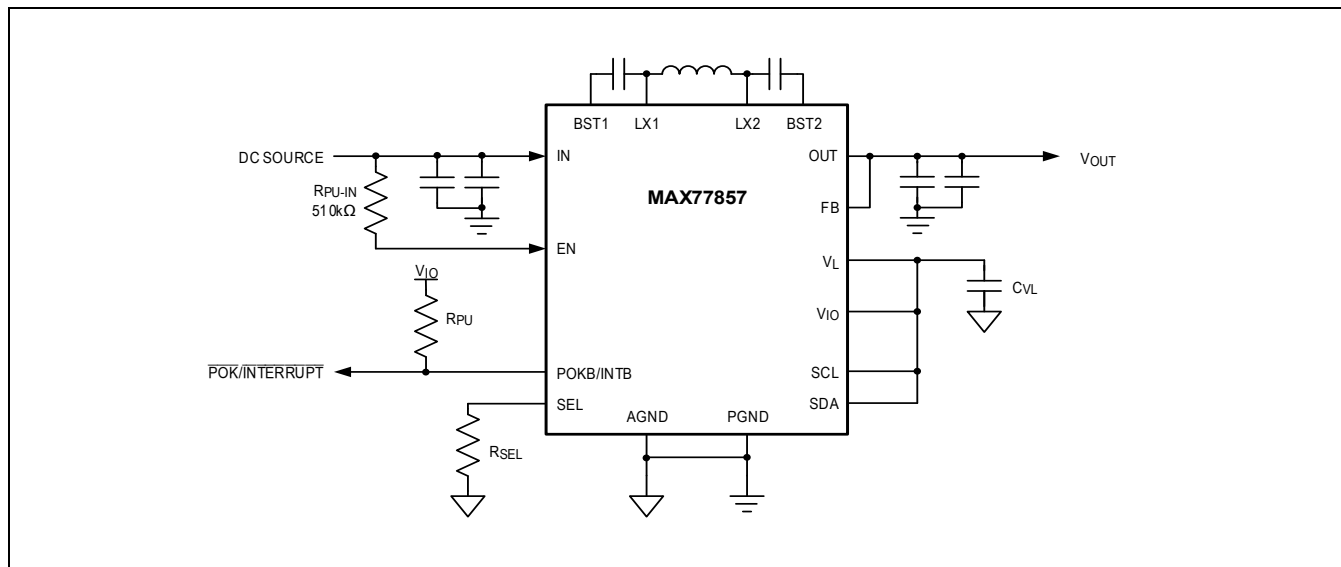 BST1 LX1 LX2 BST2
DC SOURCE
IN
OUT
VOUT
RPU-IN
510kΩ
MAX77857
FB
EN
VL
CVL
VIO
RPU
VIO
POK/INTERRUPT
POKB/INTB
SCL
SEL
SDA
AGND PGND
RSEL